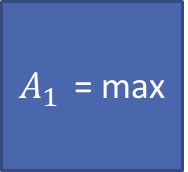 A₁ = max